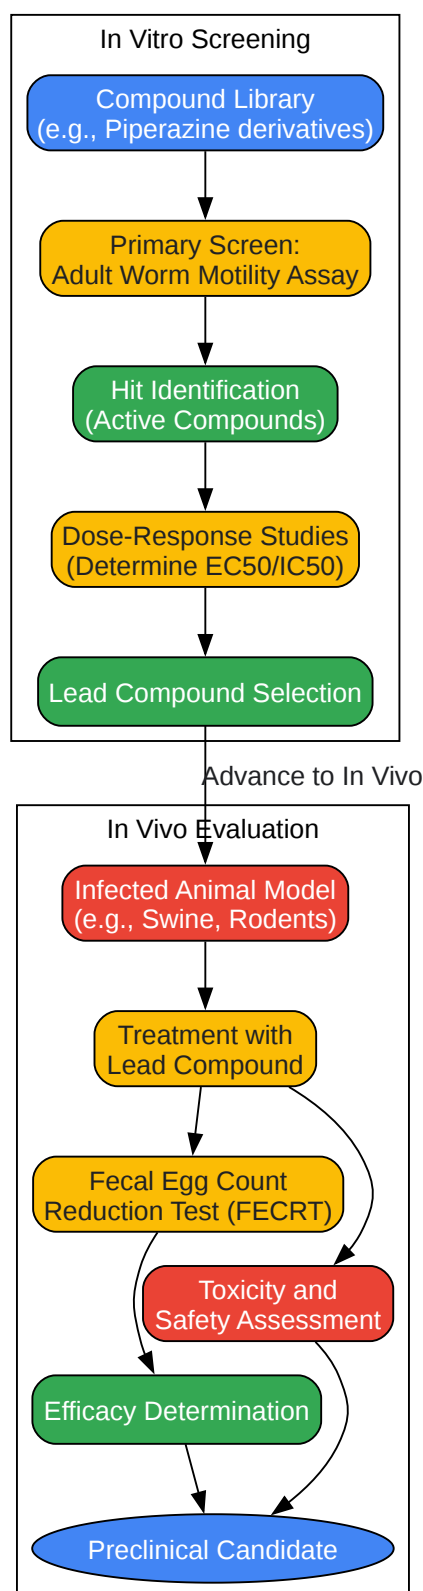 In Vitro Screening
Compound Library
(e.g., Piperazine derivatives)
Primary Screen:
Adult Worm Motility Assay
Hit Identification
(Active Compounds)
Dose-Response Studies
(Determine EC50/IC50)
Lead Compound Selection
Advance to In Vivo
In Vivo Evaluation
Infected Animal Model
(e.g., Swine, Rodents)
Treatment with
Lead Compound
Fecal Egg Count
Reduction Test (FECRT)
Toxicity and
Safety Assessment
Efficacy Determination
Preclinical Candidate